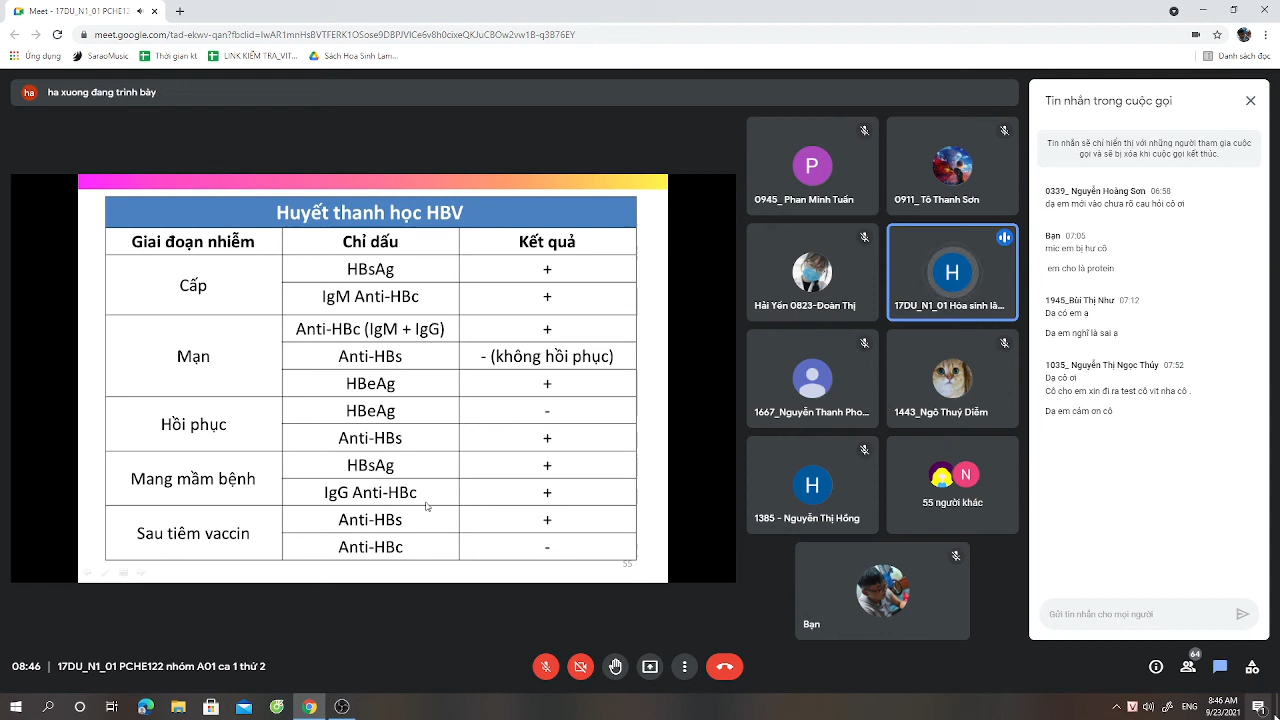 Meet - 17DU_N1_01 PCHE12
meet.google.com/tad-ekwv-qan?fbclid=IwAR1mnHsBVTFERK1OSose9DBPJVICe6v8h0cixeQKJuCBOw2vw1B-q3B76EY
Ứng dụng
SaraoMusic
Thời gian kt
LINK KIỂM TRA_VIT...
Sách Hoa Sinh Lam...
Danh sách đọc
ha
ha xuong đang trình bày
Huyết thanh học HBV
Giai đoạn nhiễm Chỉ dấu Kết quả
Cấp
HBsAg +
IgM Anti-HBc +
Mạn
Anti-HBc (IgM + IgG) +
Anti-HBs - (không hồi phục)
HBeAg +
Hồi phục
HBeAg -
Anti-HBs +
Mang mầm bệnh
HBsAg +
IgG Anti-HBc +
Sau tiêm vaccin
Anti-HBs +
Anti-HBc -
55
P
0945_ Phan Minh Tuấn
0911_ Tô Thanh Sơn
Hải Yến 0823-Đoàn Thị
H
17DU_N1_01 Hóa sinh lâ...
1667_Nguyễn Thanh Pho...
1443_Ngô Thuý Diễm
H
1385 - Nguyễn Thị Hồng
N
55 người khác
Bạn
Tin nhắn trong cuộc gọi
Tin nhắn sẽ chỉ hiển thị với những người tham gia cuộc
gọi và sẽ bị xóa khi cuộc gọi kết thúc.
0339_ Nguyễn Hoàng Sơn 06:58
dạ em mới vào chưa rõ câu hỏi cô ơi
Bạn 07:05
mic em bị hư cô
em cho là protein
1945_Bùi Thị Như 07:12
Dạ có em ạ
Dạ em nghĩ là sai ạ
1035_ Nguyễn Thị Ngọc Thúy 07:52
Dạ cô ơi
Cô cho em xin đi ra test cô vit nha cô .
Dạ em cảm ơn cô
Gửi tin nhắn cho mọi người
08:46 | 17DU_N1_01 PCHE122 nhóm A01 ca 1 thứ 2
64
V
8:46 AM
9/23/2021
1